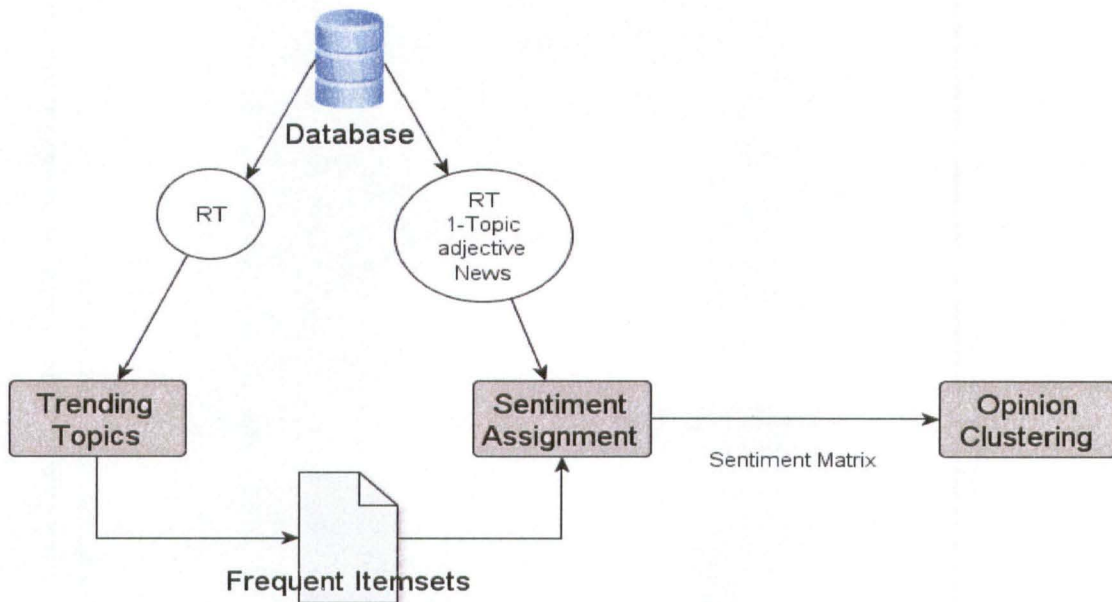 Database
RT
RT
1-Topic
adjective
News
Trending
Topics
Sentiment
Assignment
Opinion
Clustering
Sentiment Matrix
Frequent Itemsets